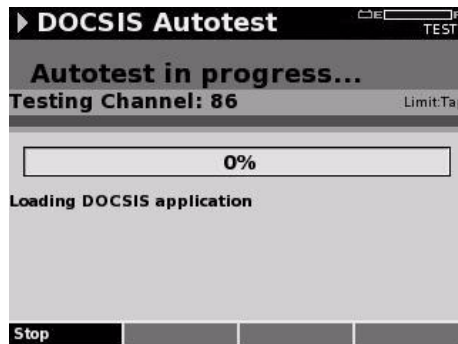 DOCSIS Autotest
E
TEST
Autotest in progress...
Testing Channel: 86
Limit:Ta
0%
Loading DOCSIS application
Stop